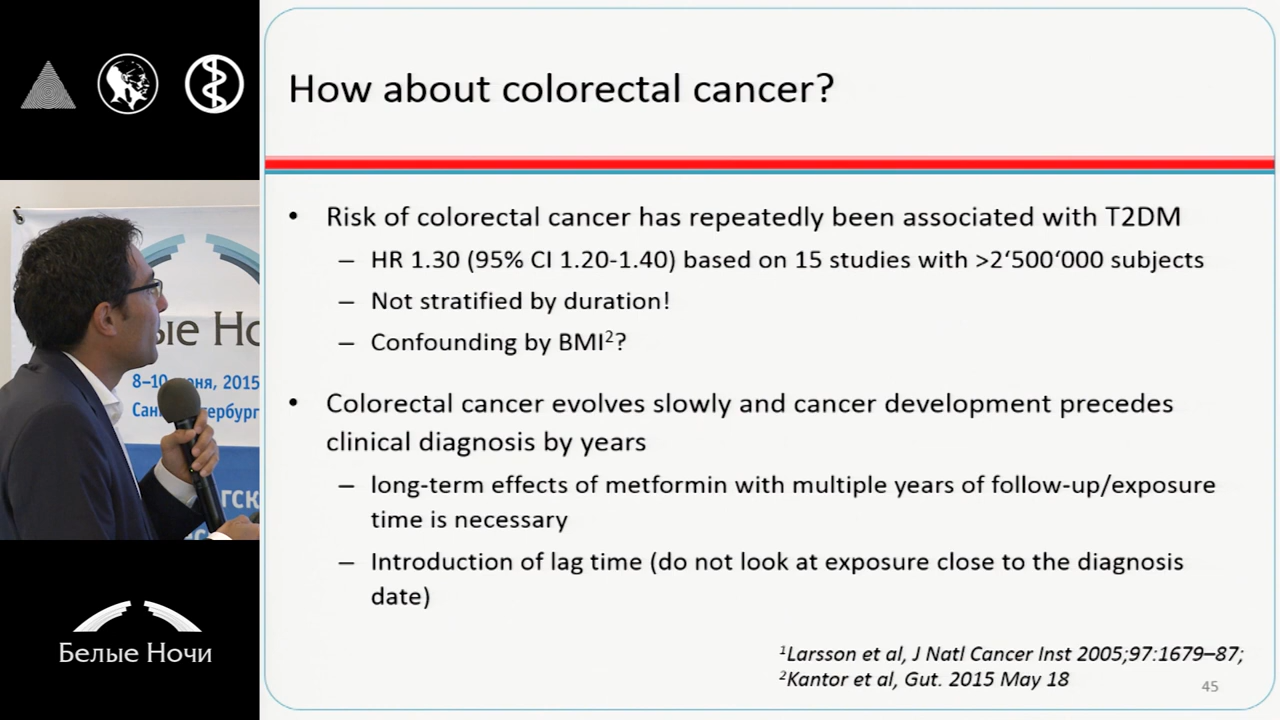 How about colorectal cancer?
• Risk of colorectal cancer has repeatedly been associated with T2DM
– HR 1.30 (95% CI 1.20-1.40) based on 15 studies with >2‘500‘000 subjects
– Not stratified by duration!
– Confounding by BMI²?
• Colorectal cancer evolves slowly and cancer development precedes
clinical diagnosis by years
– long-term effects of metformin with multiple years of follow-up/exposure
time is necessary
– Introduction of lag time (do not look at exposure close to the diagnosis
date)
¹Larsson et al, J Natl Cancer Inst 2005;97:1679–87;
²Kantor et al, Gut. 2015 May 18
45
2015
Белые Ночи